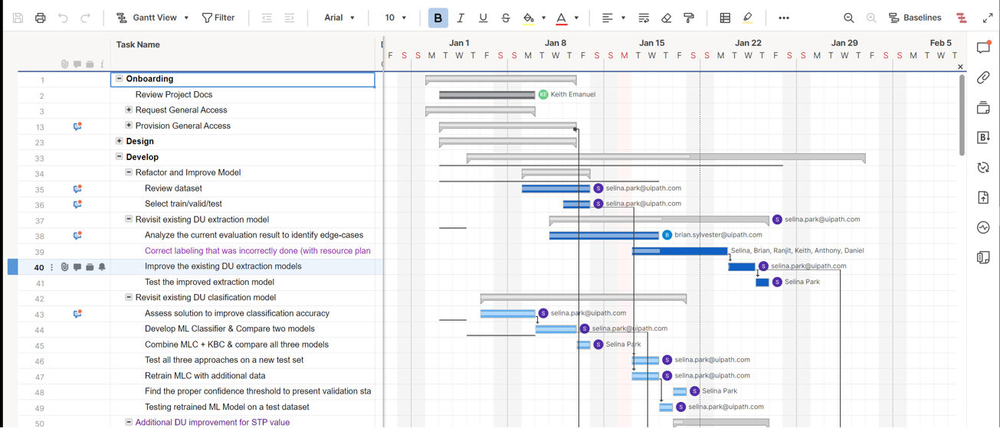 Gantt View Filter Arial 10 B I U S A ••• Baselines
Task Name
Jan 1 Jan 8 Jan 15 Jan 22 Jan 29 Feb 5
F S S M T W T F S S M T W T F S S M T W T F S S M T W T F S S M T W T F S S M T W T
1 Onboarding
2 Review Project Docs KE Keith Emanuel
3 Request General Access
13 Provision General Access
23 Design
33 Develop
34 Refactor and Improve Model
35 Review dataset S selina.park@uipath.com
36 Select train/valid/test S selina.park@uipath.com
37 Revisit existing DU extraction model S selina.park@uipath.com
38 Analyze the current evaluation result to identify edge-cases B brian.sylvester@uipath.com
39 Correct labeling that was incorrectly done (with resource plan Selina, Brian, Ranjit, Keith, Anthony, Daniel
40 Improve the existing DU extraction models S selina.park@uipath.com
41 Test the improved extraction model S Selina Park
42 Revisit existing DU clasification model
43 Assess solution to improve classification accuracy S selina.park@uipath.com
44 Develop ML Classifier & Compare two models S selina.park@uipath.com
45 Combine MLC + KBC & compare all three models S Selina Park
46 Test all three approaches on a new test set S selina.park@uipath.com
47 Retrain MLC with additional data S selina.park@uipath.com
48 Find the proper confidence threshold to present validation sta S Selina Park
49 Testing retrained ML Model on a test dataset S selina.park@uipath.com
50 Additional DU improvement for STP value